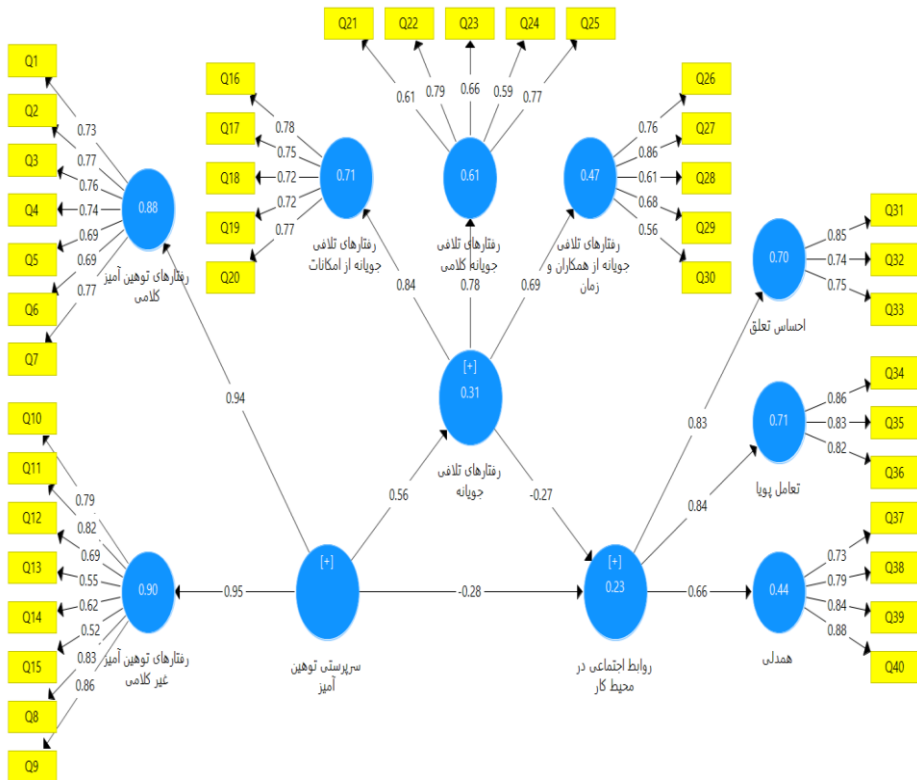 Q21
Q22
Q23
Q24
Q25
0.61
0.79
0.66
0.59
0.77
Q1
Q2
Q3
Q4
Q5
Q6
Q7
0.73
0.77
0.76
0.74
0.69
0.69
0.77
0.88
رفتارهای توهین آمیز
کلامی
Q16
Q17
Q18
Q19
Q20
0.78
0.75
0.72
0.72
0.77
0.71
رفتارهای تلافی
جویانه از امکانات
0.61
رفتارهای تلافی
جویانه کلامی
0.47
رفتارهای تلافی
جویانه از همکاران و
زمان
Q26
Q27
Q28
Q29
Q30
0.76
0.86
0.61
0.68
0.56
0.84
0.78
0.69
Q31
Q32
Q33
0.85
0.74
0.75
0.70
احساس تعلق
[+]
0.31
رفتارهای تلافی
جویانه
0.94
0.56
-0.27
0.83
Q34
Q35
Q36
0.86
0.83
0.82
0.71
تعامل پویا
0.84
Q10
Q11
Q12
Q13
Q14
Q15
Q8
Q9
0.79
0.82
0.69
0.55
0.62
0.52
0.83
0.86
0.90
رفتارهای توهین آمیز
غیر کلامی
0.95
[+]
سرپرستی توهین
آمیز
-0.28
[+]
0.23
روابط اجتماعی در
محیط کار
0.66
0.44
همدلی
Q37
Q38
Q39
Q40
0.73
0.79
0.84
0.88